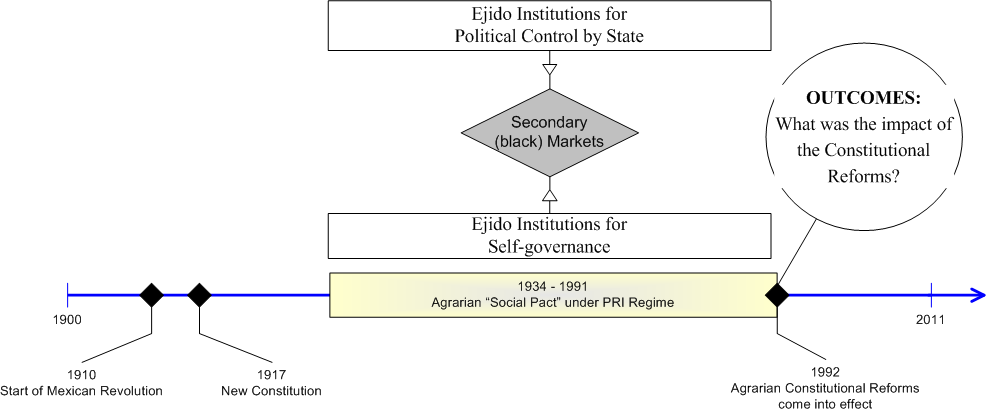 Ejido Institutions for
Political Control by State
Secondary
(black) Markets
OUTCOMES:
What was the impact of
the Constitutional
Reforms?
Ejido Institutions for
Self-governance
1934 - 1991
Agrarian “Social Pact” under PRI Regime
1900
2011
1910
Start of Mexican Revolution
1917
New Constitution
1992
Agrarian Constitutional Reforms
come into effect